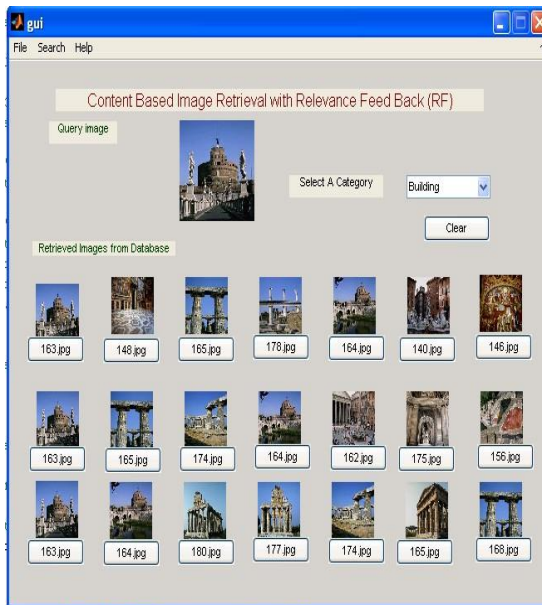 gui
File Search Help
Content Based Image Retrieval with Relevance Feed Back (RF)
Query image
Select A Category Building
Clear
Retrieved Images from Database
163.jpg 148.jpg 165.jpg 178.jpg 164.jpg 140.jpg 146.jpg
163.jpg 165.jpg 174.jpg 164.jpg 162.jpg 175.jpg 156.jpg
163.jpg 164.jpg 180.jpg 177.jpg 174.jpg 165.jpg 168.jpg